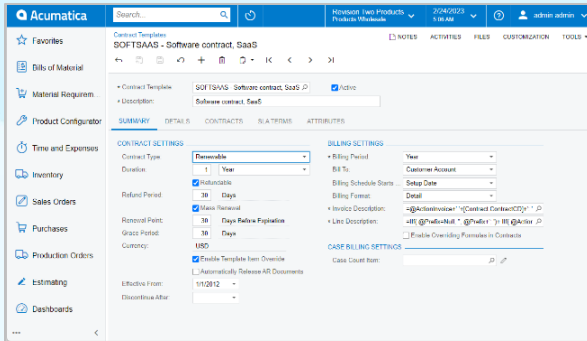 Acumatica
Search...
Revision Two Products
Products Wholesale
2/24/2023
5:06 AM
admin admin
Favorites
Bills of Material
Material Requirem...
Product Configurator
Time and Expenses
Inventory
Sales Orders
Purchases
Production Orders
Estimating
Dashboards
Contract Templates
SOFTSAAS - Software contract, SaaS
NOTES ACTIVITIES FILES CUSTOMIZATION TOOLS
Contract Template SOFTSAAS - Software contract, SaaS
Active
Description: Software contract, SaaS
SUMMARY DETAILS CONTRACTS SLA TERMS ATTRIBUTES
CONTRACT SETTINGS
Contract Type: Renewable
Duration 1 Year
Refundable
Refund Period: 30 Days
Mass Renewal
Renewal Point: 30 Days Before Expiration
Grace Period: 30 Days
Currency: USD
Enable Template Item Override
Automatically Release AR Documents
Effective From: 1/1/2012
Discontinue After:
BILLING SETTINGS
Billing Period Year
Bill To: Customer Account
Billing Schedule Starts ... Setup Date
Billing Format: Detail
Invoice Description: =@ActionInvoice+' '+[Contract.ContractCD]+'
Line Description:
Enable Overriding Formulas in Contracts
CASE BILLING SETTINGS
Case Count Item: